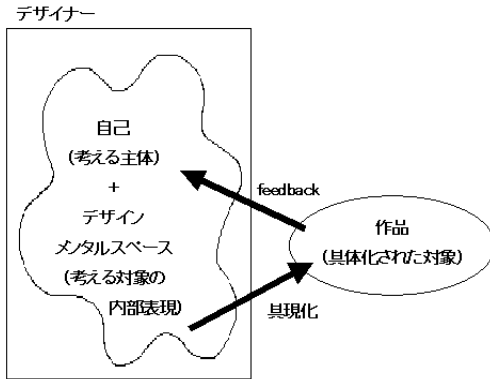 デザイナー
自己
(考える主体)
+
デザイン
メンタルスペース
(考える対象の
内部表現)
feedback
作品
(具体化された対象)
具現化